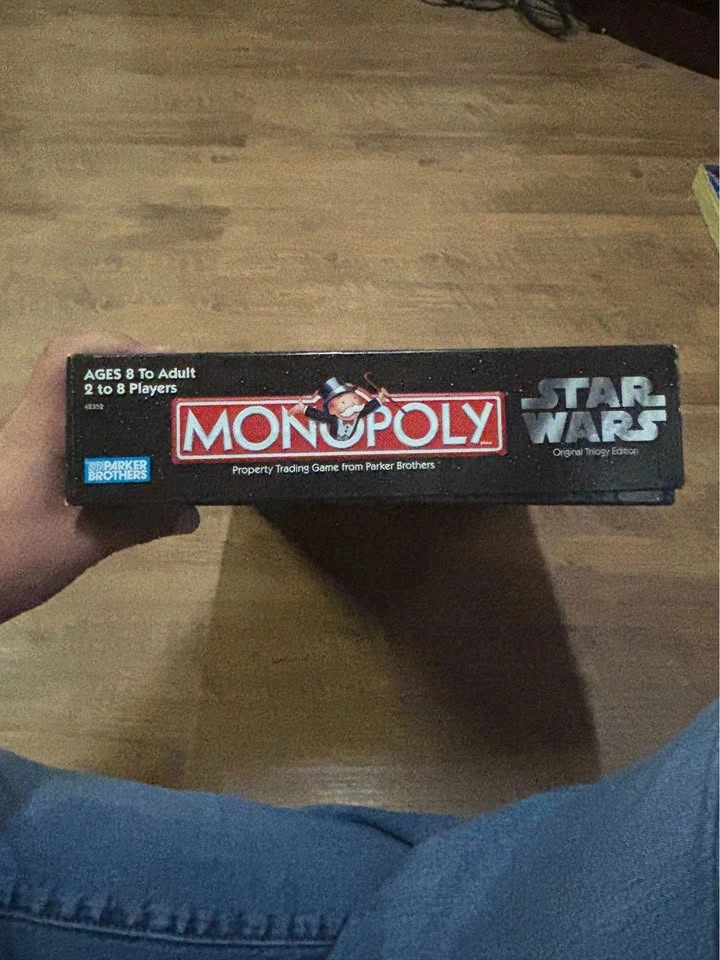 AGES 8 To Adult
2 to 8 Players
42352
PARKER
BROTHERS
MONOPOLY
Property Trading Game from Parker Brothers
STAR
WARS
Original Trilogy Edition